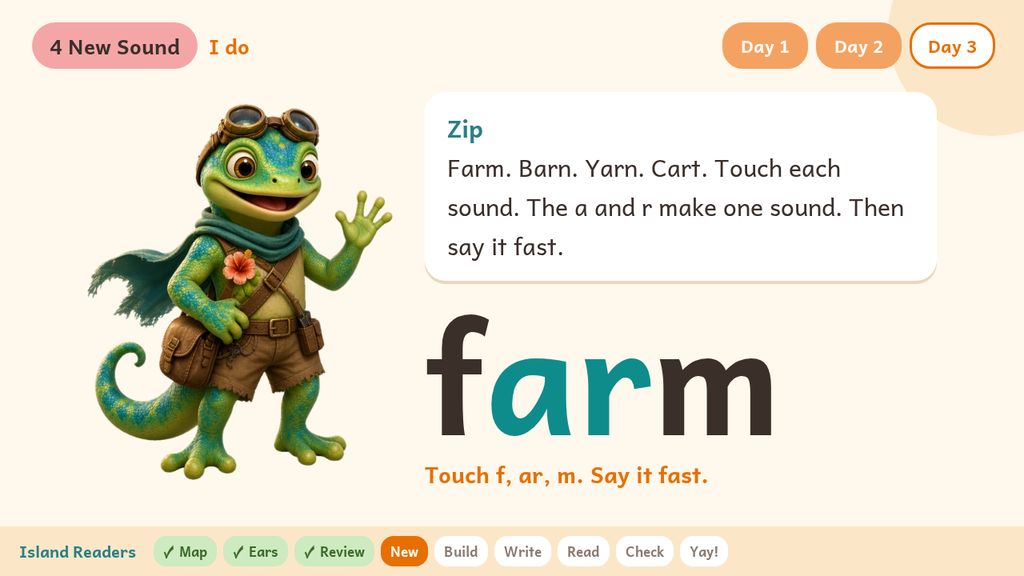 4 New Sound
I do
Day 1
Day 2
Day 3
Zip
Farm. Barn. Yarn. Cart. Touch each
sound. The a and r make one sound. Then
say it fast.
farm
Touch f, ar, m. Say it fast.
Island Readers
✓ Map
✓ Ears
✓ Review
New
Build
Write
Read
Check
Yay!